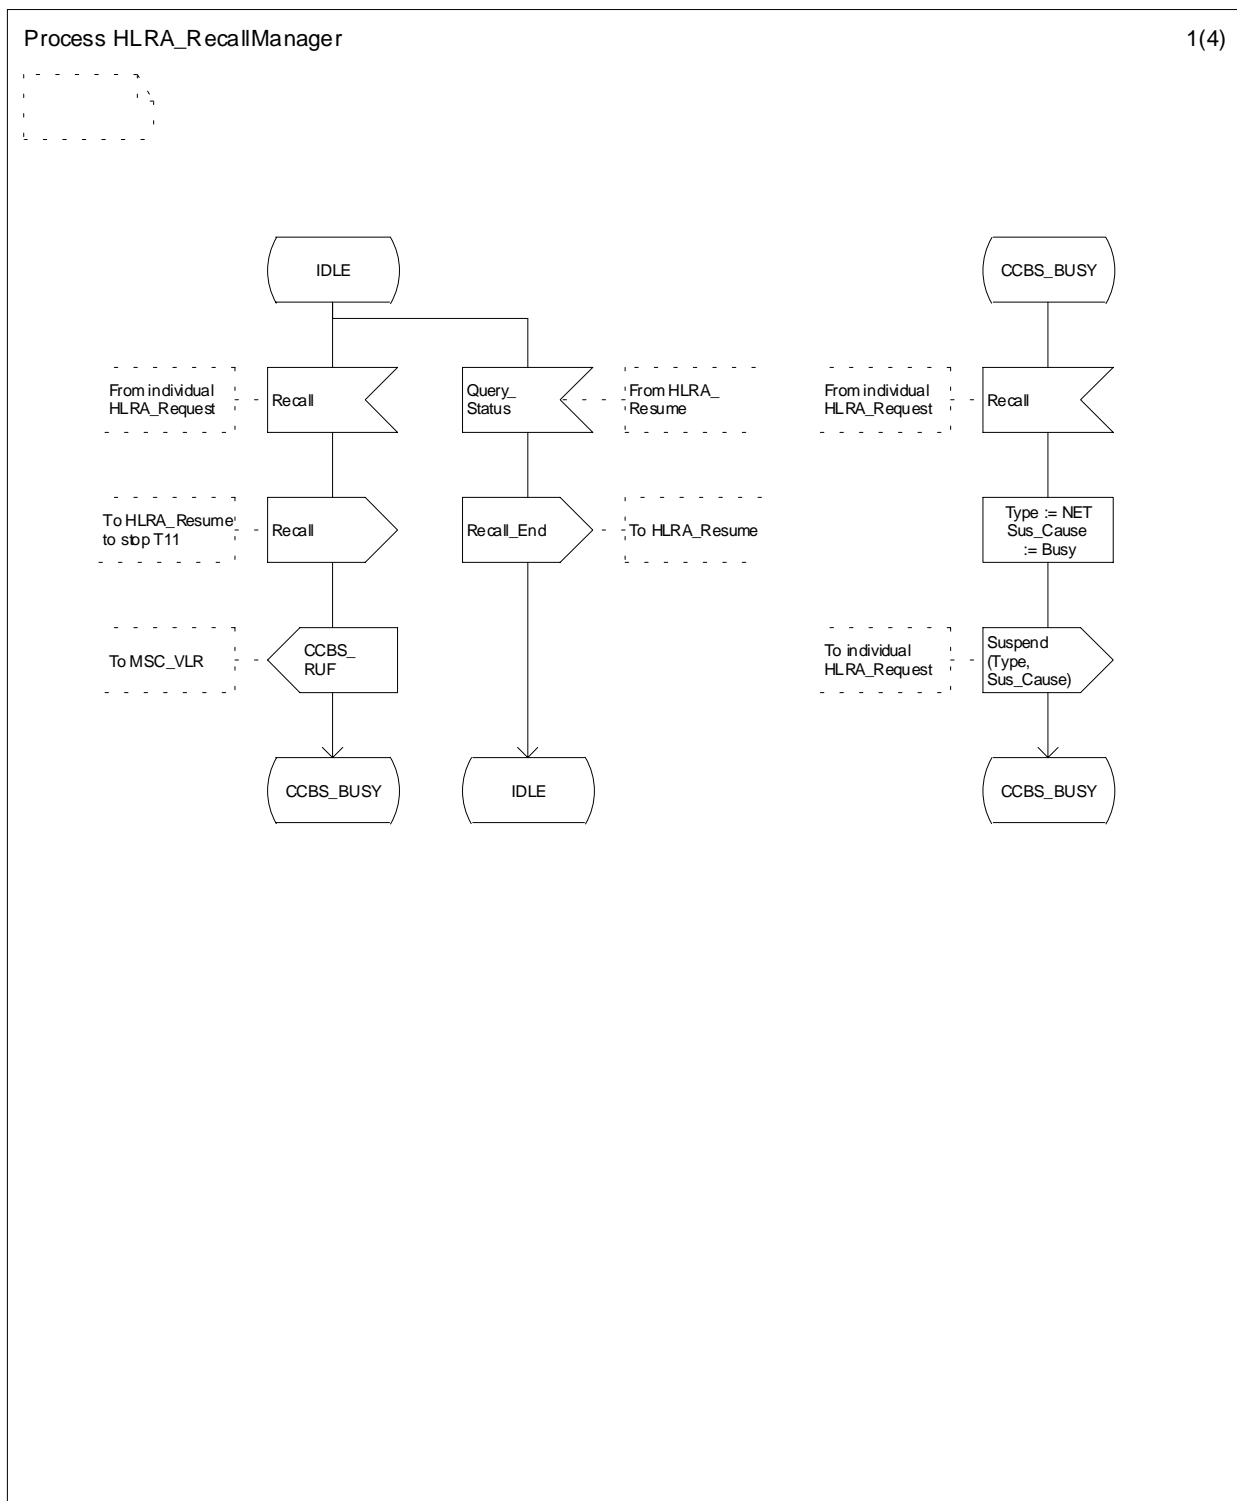 Process HLRA_RecallManager
1(4)
IDLE
CCBS_BUSY
From individual
HLRA_Request
Recall
Query_
Status
From HLRA_
Resume
From individual
HLRA_Request
Recall
To HLRA_Resume
to stop T11
Recall
Recall_End
To HLRA_Resume
Type := NET
Sus_Cause
:= Busy
To MSC_VLR
CCBS_
RUF
To individual
HLRA_Request
Suspend
(Type,
Sus_Cause)
CCBS_BUSY
IDLE
CCBS_BUSY